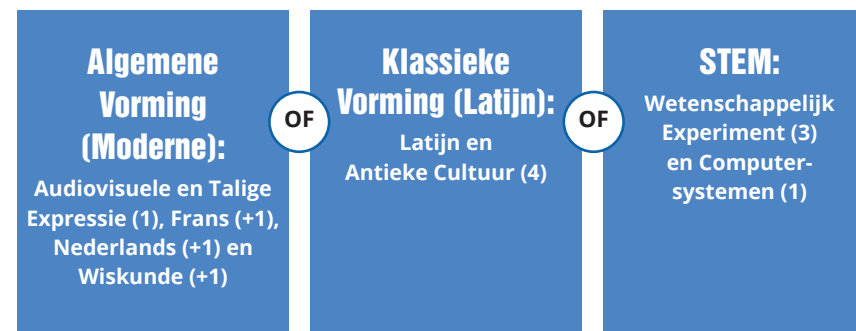 Algemene
Vorming
(Moderne):
Audiovisuele en Talige
Expressie (1), Frans (+1),
Nederlands (+1) en
Wiskunde (+1)
OF
Klassieke
Vorming (Latijn):
Latijn en
Antieke Cultuur (4)
OF
STEM:
Wetenschappelijk
Experiment (3)
en Computer-
systemen (1)